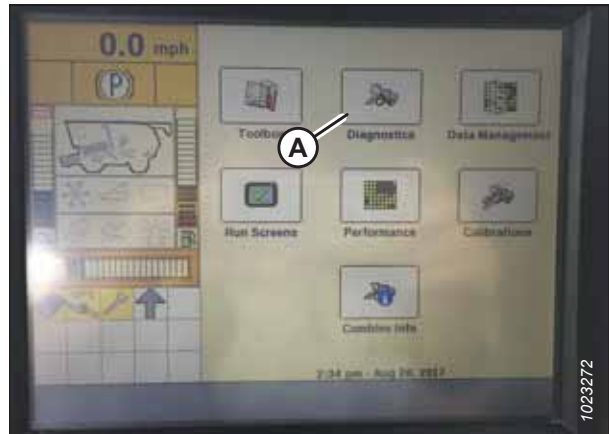 0.0 mph
(P)
Toolbox
Diagnostics
Data Management
A
Run Screens
Performance
Calibrations
Combine Info
2:34 pm - Aug 24, 2017
1023272